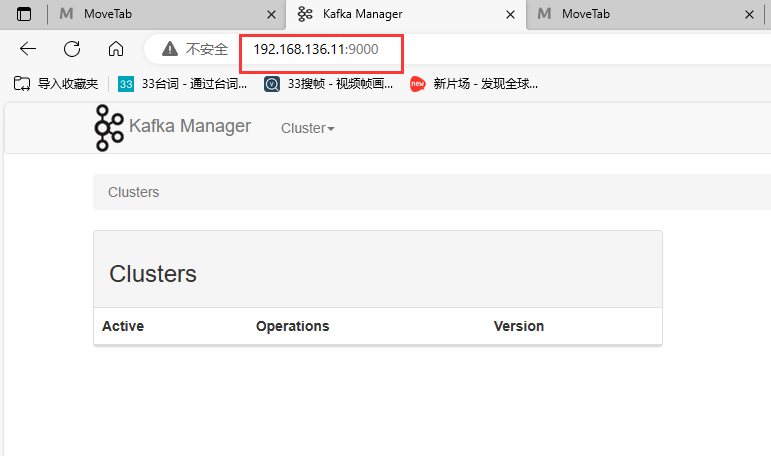 MoveTab
Kafka Manager
MoveTab
不安全 192.168.136.11:9000
导入收藏夹 33 33台词 - 通过台词... 33搜帧 - 视频帧画... new 新片场 - 发现全球...
Kafka Manager Cluster
Clusters
Clusters
Active Operations Version